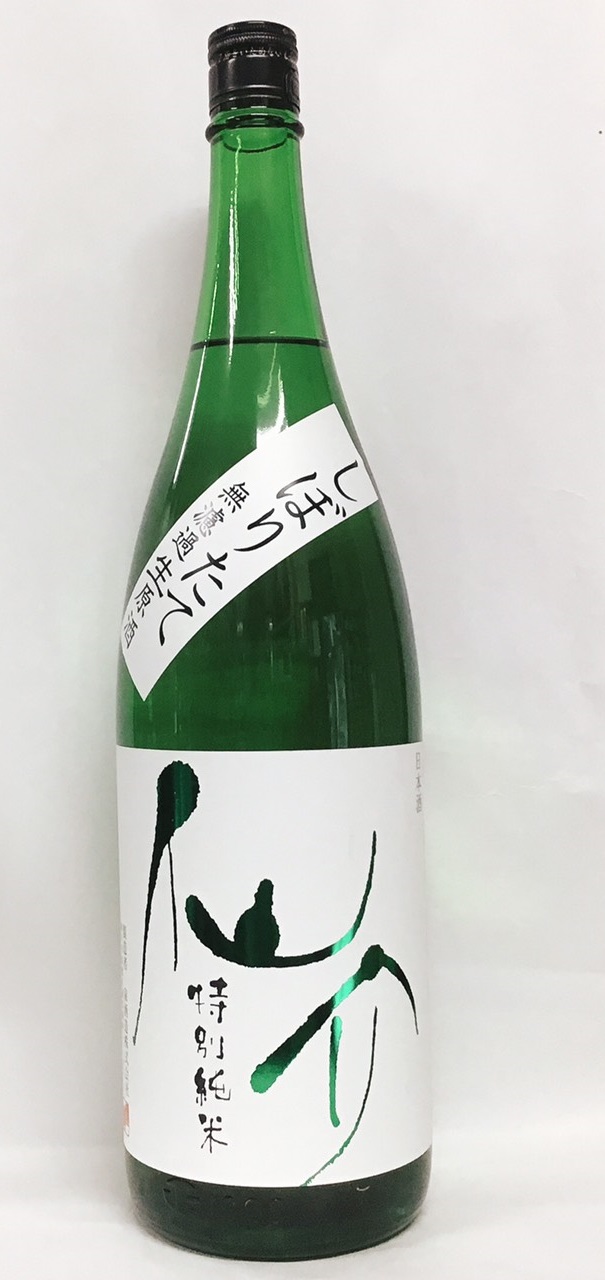 しぼりたて
無濾過生原酒
日本酒
仙介
特別純米